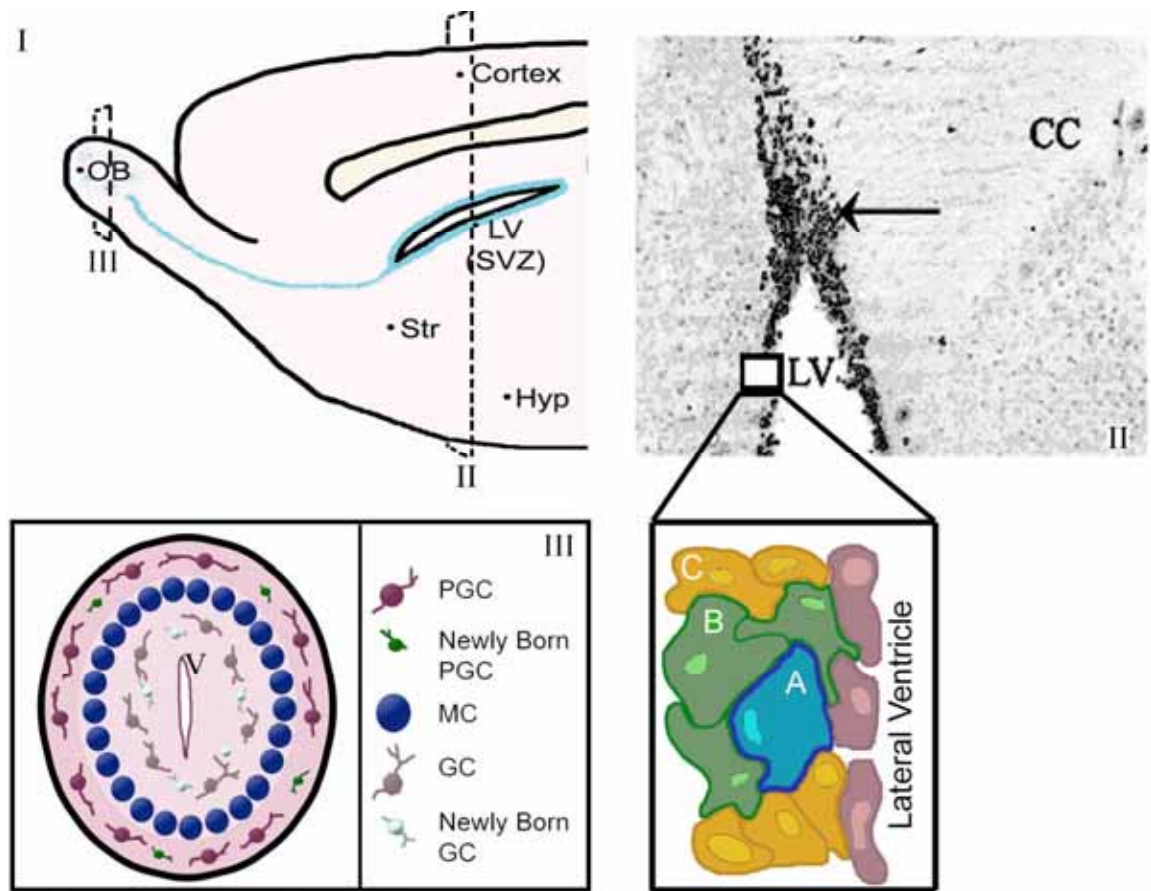 I
Cortex
OB
III
LV
(SVZ)
Str
Hyp
II
CC
LV
II
III
V
PGC
Newly Born
PGC
MC
GC
Newly Born
GC
C
B
A
Lateral Ventricle